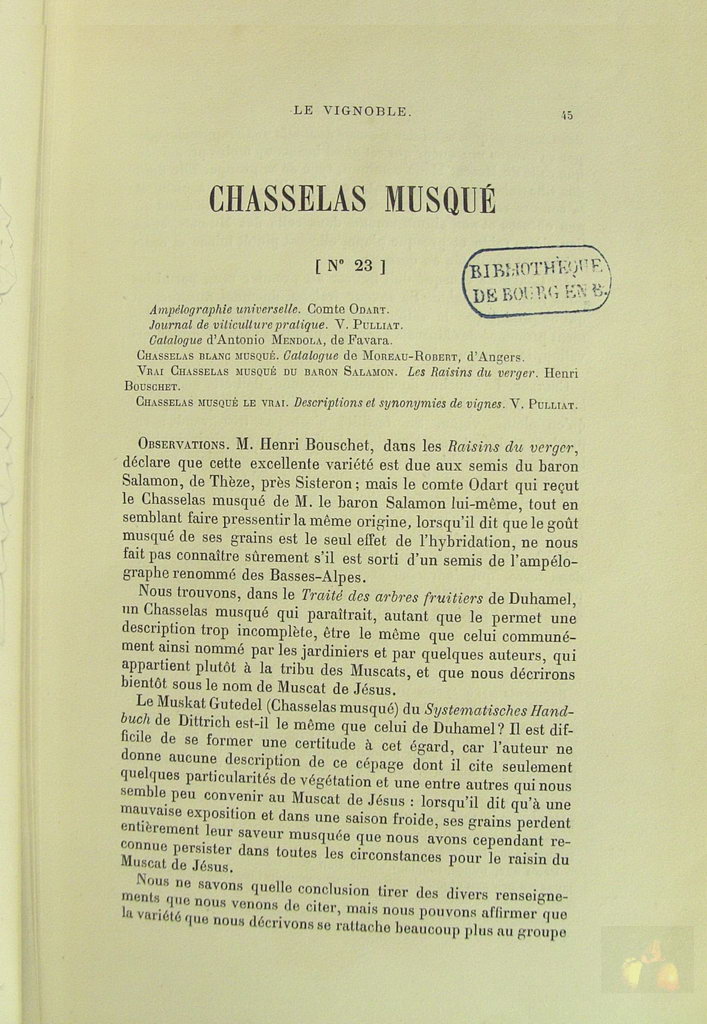 LE VIGNOBLE.
45
CHASSELAS MUSQUÉ
[ N° 23 ]
BIBLIOTHÈQUE
DE BOURG EN B.
Ampélographie universelle. Comte ODART.
Journal de viticulture pratique. V. PULLIAT.
Catalogue d'Antonio MENDOLA, de Favara.
CHASSELAS BLANC MUSQUÉ. Catalogue de MOREAU-ROBERT, d'Angers.
VRAI CHASSELAS MUSQUÉ DU BARON SALAMON. Les Raisins du verger. Henri
BOUSCHET.
CHASSELAS MUSQUÉ LE VRAI. Descriptions et synonymies de vignes. V. PULLIAT.
OBSERVATIONS. M. Henri Bouschet, dans les Raisins du verger,
déclare que cette excellente variété est due aux semis du baron
Salamon, de Thèze, près Sisteron ; mais le comte Odart qui reçut
le Chasselas musqué de M. le baron Salamon lui-même, tout en
semblant faire pressentir la même origine, lorsqu'il dit que le goût
musqué de ses grains est le seul effet de l'hybridation, ne nous
fait pas connaître sûrement s'il est sorti d'un semis de l'ampélo-
graphe renommé des Basses-Alpes.
Nous trouvons, dans le Traité des arbres fruitiers de Duhamel,
un Chasselas musqué qui paraîtrait, autant que le permet une
description trop incomplète, être le même que celui communé-
ment ainsi nommé par les jardiniers et par quelques auteurs, qui
appartient plutôt à la tribu des Muscats, et que nous décrirons
bientôt sous le nom de Muscat de Jésus.
Le Muskat Gutedel (Chasselas musqué) du Systematisches Hand-
buch de Dittrich est-il le même que celui de Duhamel ? Il est dif-
ficile de se former une certitude à cet égard, car l'auteur ne
donne aucune description de ce cépage dont il cite seulement
quelques particularités de végétation et une entre autres qui nous
semble peu convenir au Muscat de Jésus : lorsqu'il dit qu'à une
mauvaise exposition et dans une saison froide, ses grains perdent
entièrement leur saveur musquée que nous avons cependant re-
connue persister dans toutes les circonstances pour le raisin du
Muscat de Jésus.
Nous ne savons quelle conclusion tirer des divers renseigne-
ments que nous venons de citer, mais nous pouvons affirmer que
la variété que nous décrivons se rattache beaucoup plus au groupe